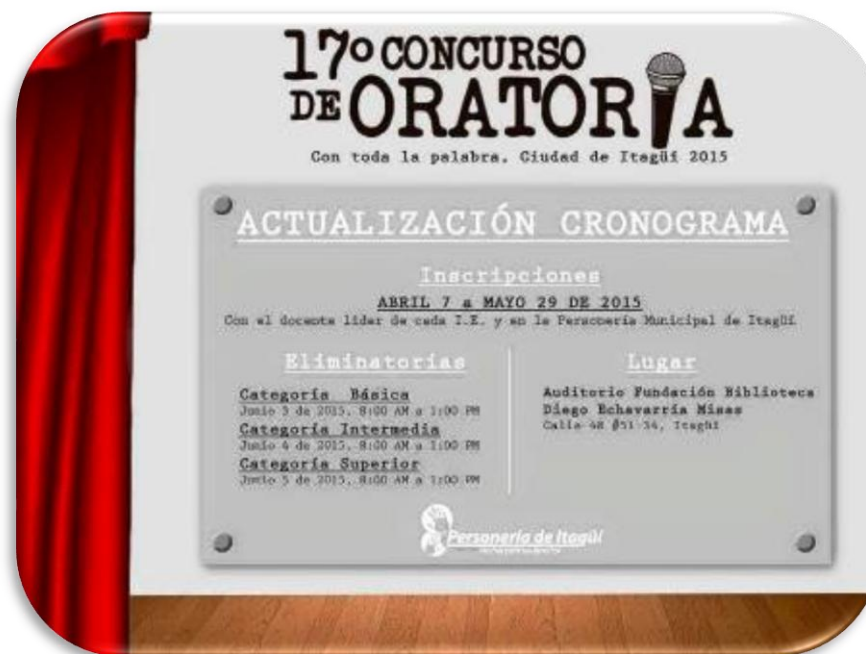 17º CONCURSO
DE ORATORIA
Con toda la palabra. Ciudad de Itagüí 2015
ACTUALIZACIÓN CRONOGRAMA
Inscripciones
ABRIL 7 a MAYO 29 DE 2015
Con el docente líder de cada I.E. y en la Personería Municipal de Itagüí
Eliminatorias
Categoría Básica
Junio 3 de 2015. 8:00 AM a 1:00 PM
Categoría Intermedia
Junio 4 de 2015. 8:00 AM a 1:00 PM
Categoría Superior
Junio 5 de 2015. 8:00 AM a 1:00 PM
Lugar
Auditorio Fundación Biblioteca
Diego Echavarría Misas
Calle 48 #51-34, Itagüí
Personería de Itagüí